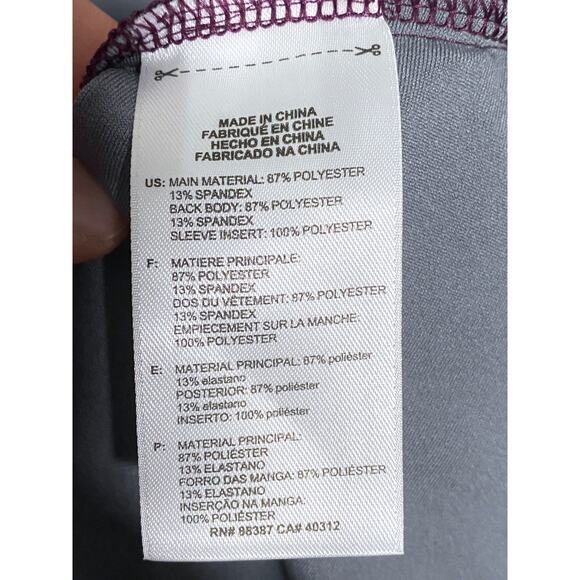 MADE IN CHINA
FABRIQUÉ EN CHINE
HECHO EN CHINA
FABRICADO NA CHINA
US: MAIN MATERIAL: 87% POLYESTER
13% SPANDEX
BACK BODY: 87% POLYESTER
13% SPANDEX
SLEEVE INSERT: 100% POLYESTER
F: MATIERE PRINCIPALE:
87% POLYESTER
13% SPANDEX
DOS DU VÊTEMENT: 87% POLYESTER
13% SPANDEX
EMPIECEMENT SUR LA MANCHE:
100% POLYESTER
E: MATERIAL PRINCIPAL: 87% poliéster
13% elastano
POSTERIOR: 87% poliéster
13% elastano
INSERTO: 100% poliéster
P: MATERIAL PRINCIPAL:
87% POLIÉSTER
13% ELASTANO
FORRO DAS MANGA: 87% POLIÉSTER
13% ELASTANO
INSERÇÃO NA MANGA:
100% POLIÉSTER
RN# 88387 CA# 40312